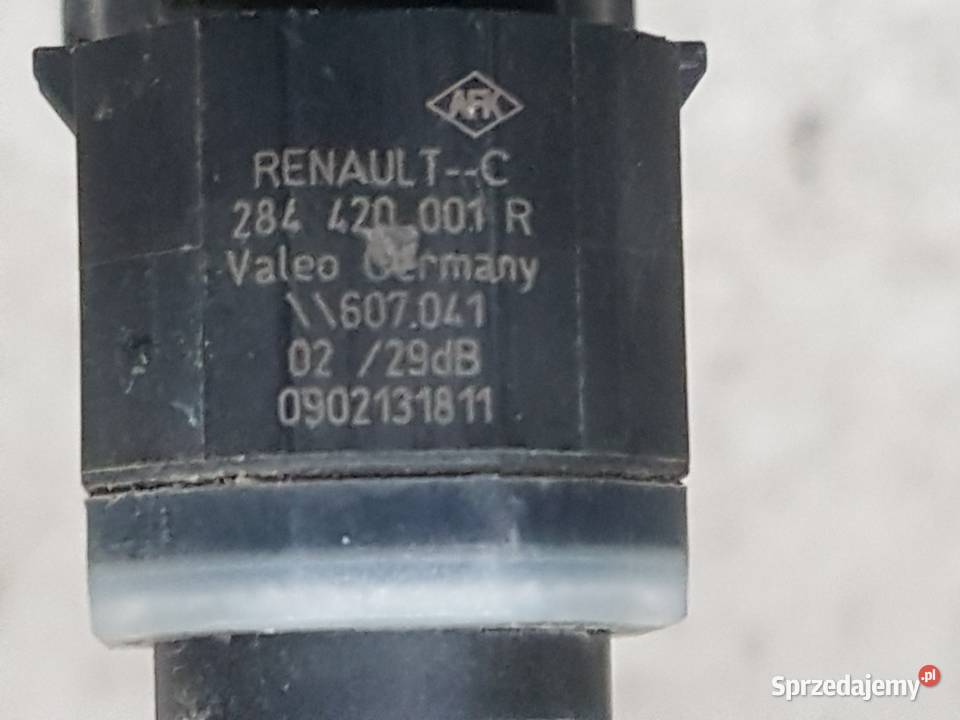 AFK
RENAULT--C
284 420 001 R
Valeo Germany
\\607.041
02 /29dB
0902131811
Sprzedajemy.pl